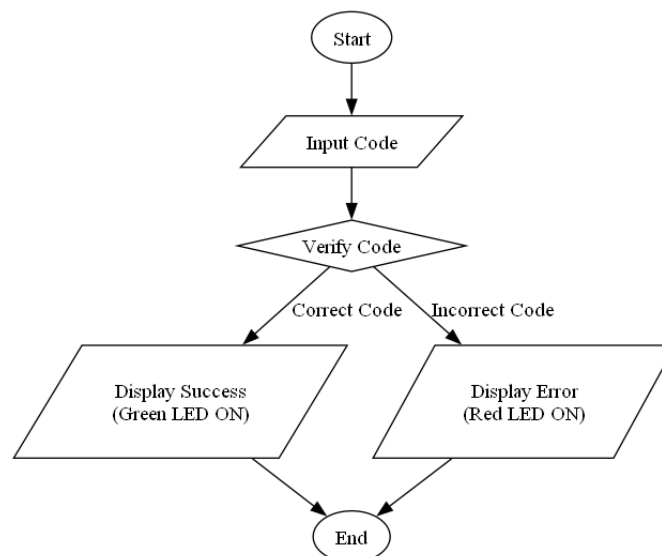 Start
Input Code
Verify Code
Correct Code
Incorrect Code
Display Success
(Green LED ON)
Display Error
(Red LED ON)
End